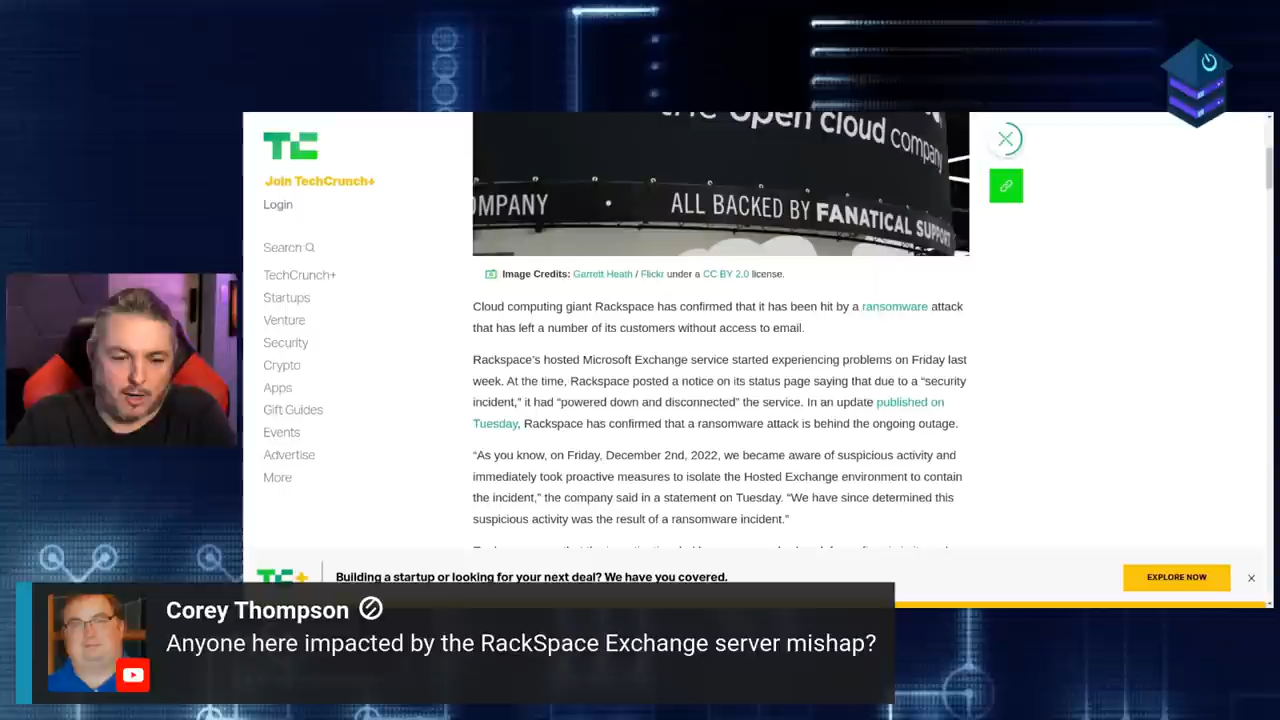 the Open cloud company
OMPANY • ALL BACKED BY FANATICAL SUPPORT
TC
Join TechCrunch+
Login
Search
TechCrunch+
Startups
Venture
Security
Crypto
Apps
Gift Guides
Events
Advertise
More
Image Credits: Garrett Heath / Flickr under a CC BY 2.0 license.
Cloud computing giant Rackspace has confirmed that it has been hit by a ransomware attack
that has left a number of its customers without access to email.
Rackspace's hosted Microsoft Exchange service started experiencing problems on Friday last
week. At the time, Rackspace posted a notice on its status page saying that due to a “security
incident,” it had “powered down and disconnected” the service. In an update published on
Tuesday, Rackspace has confirmed that a ransomware attack is behind the ongoing outage.
“As you know, on Friday, December 2nd, 2022, we became aware of suspicious activity and
immediately took proactive measures to isolate the Hosted Exchange environment to contain
the incident,” the company said in a statement on Tuesday. “We have since determined this
suspicious activity was the result of a ransomware incident.”
TC+
Building a startup or looking for your next deal? We have you covered.
EXPLORE NOW
Corey Thompson
Anyone here impacted by the RackSpace Exchange server mishap?